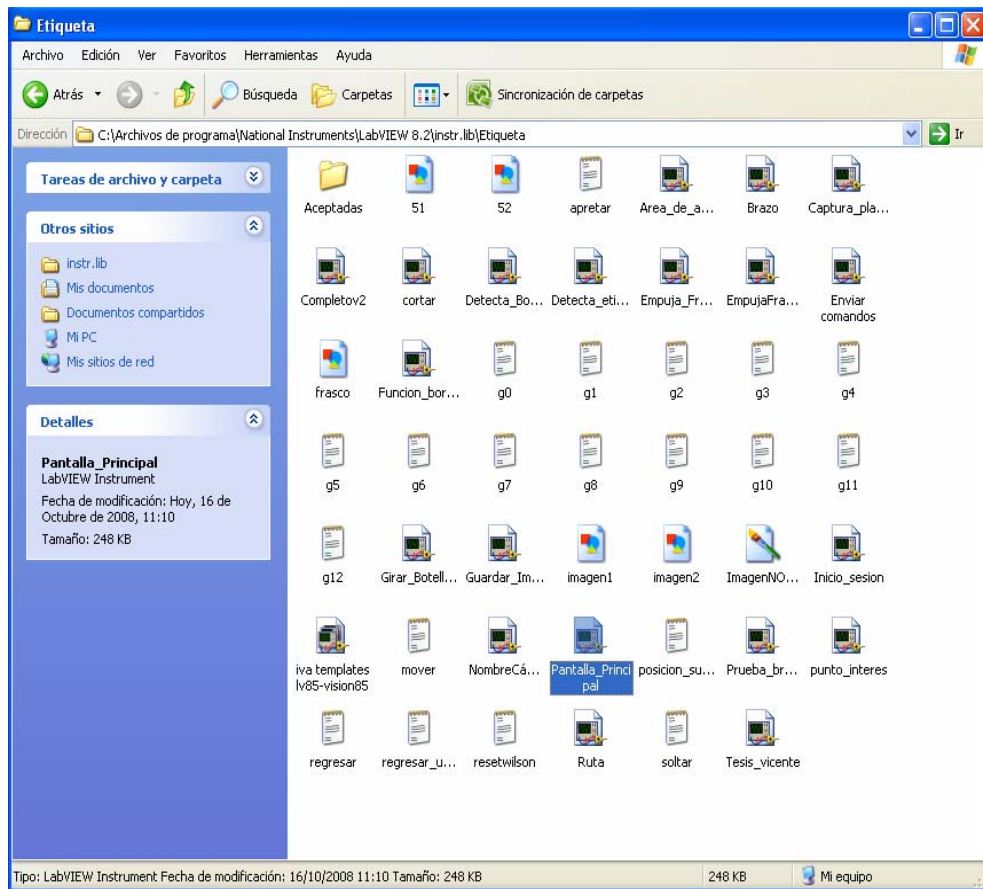 Etiqueta
Archivo Edición Ver Favoritos Herramientas Ayuda
Atrás Búsqueda Carpetas Sincronización de carpetas
Dirección C:\Archivos de programa\National Instruments\LabVIEW 8.2\instr.lib\Etiqueta Ir
Tareas de archivo y carpeta
Otros sitios
instr.lib
Mis documentos
Documentos compartidos
Mi PC
Mis sitios de red
Detalles
Pantalla_Principal
LabVIEW Instrument
Fecha de modificación: Hoy, 16 de
Octubre de 2008, 11:10
Tamaño: 248 KB
Aceptadas 51 52 apretar Area_de_a... Brazo Captura_pla...
Completov2 cortar Detecta_Bo... Detecta_eti... Empuja_Fr... EmpujaFra... Enviar
comandos
frasco Funcion_bor... g0 g1 g2 g3 g4
g5 g6 g7 g8 g9 g10 g11
g12 Girar_Botell... Guardar_Im... imagen1 imagen2 ImagenNO... Inicio_sesion
iva templates mover NombreCá... Pantalla_Princi posicion_su... Prueba_br... punto_interes
lv85-vision85 pal
regresar regresar_u... resetwilson Ruta soltar Tesis_vicente
Tipo: LabVIEW Instrument Fecha de modificación: 16/10/2008 11:10 Tamaño: 248 KB 248 KB Mi equipo